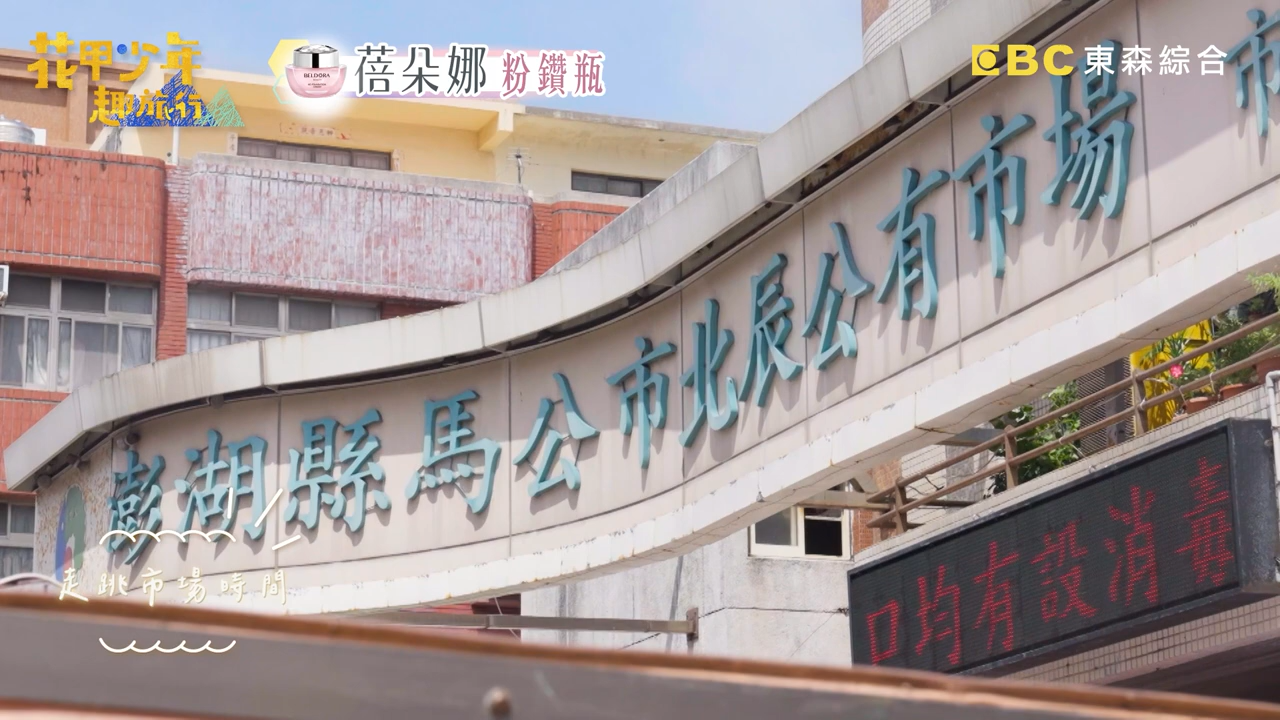 花甲少年
趣旅行
BELDORA
蓓朵娜 粉鑽瓶
EBC 東森綜合
澎湖縣馬公市北辰公有市場 市
走跳市場時間
口均有設消毒